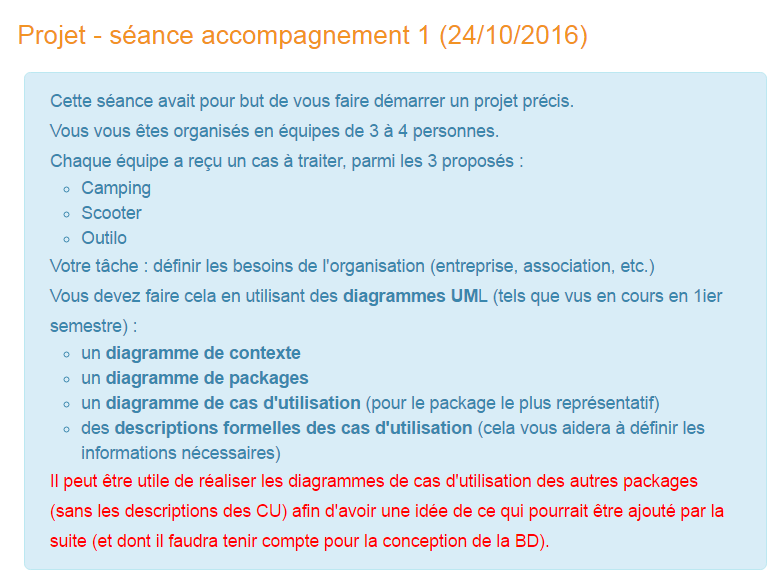 Projet - séance accompagnement 1 (24/10/2016)
Cette séance avait pour but de vous faire démarrer un projet précis.
Vous vous êtes organisés en équipes de 3 à 4 personnes.
Chaque équipe a reçu un cas à traiter, parmi les 3 proposés :
◦ Camping
◦ Scooter
◦ Outilo
Votre tâche : définir les besoins de l'organisation (entreprise, association, etc.)
Vous devez faire cela en utilisant des diagrammes UML (tels que vus en cours en 1ier
semestre) :
◦ un diagramme de contexte
◦ un diagramme de packages
◦ un diagramme de cas d'utilisation (pour le package le plus représentatif)
◦ des descriptions formelles des cas d'utilisation (cela vous aidera à définir les
informations nécessaires)
Il peut être utile de réaliser les diagrammes de cas d'utilisation des autres packages
(sans les descriptions des CU) afin d'avoir une idée de ce qui pourrait être ajouté par la
suite (et dont il faudra tenir compte pour la conception de la BD).